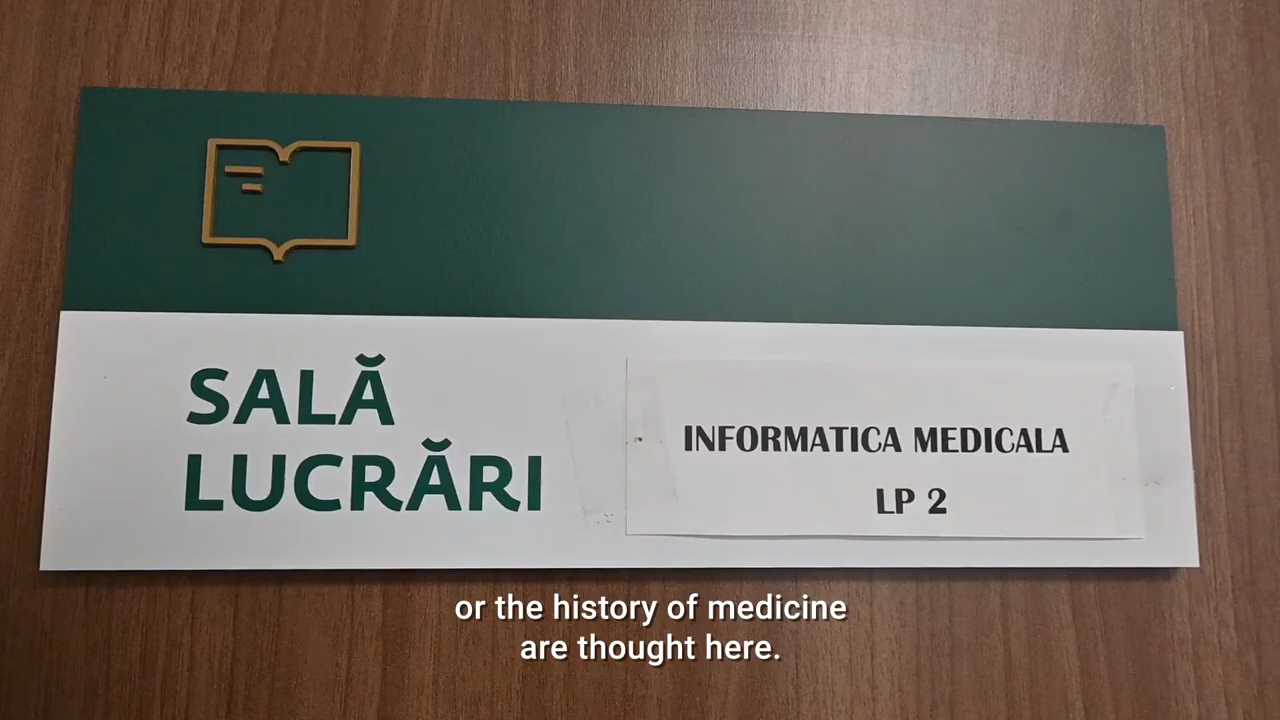 SALĂ
LUCRĂRI
INFORMATICA MEDICALA
LP 2
or the history of medicine
are thought here.